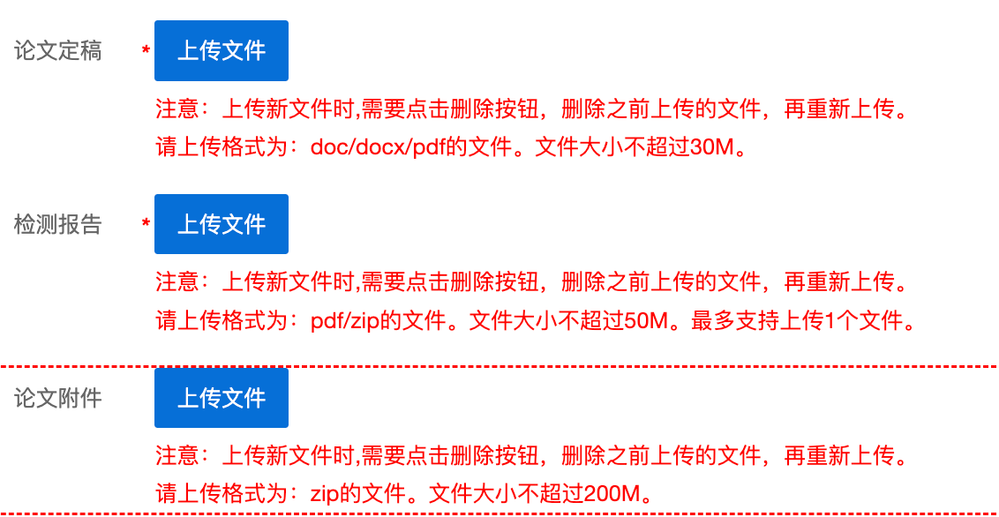 论文定稿 * 上传文件
注意：上传新文件时,需要点击删除按钮，删除之前上传的文件，再重新上传。
请上传格式为：doc/docx/pdf的文件。文件大小不超过30M。
检测报告 * 上传文件
注意：上传新文件时,需要点击删除按钮，删除之前上传的文件，再重新上传。
请上传格式为：pdf/zip的文件。文件大小不超过50M。最多支持上传1个文件。
论文附件 上传文件
注意：上传新文件时,需要点击删除按钮，删除之前上传的文件，再重新上传。
请上传格式为：zip的文件。文件大小不超过200M。